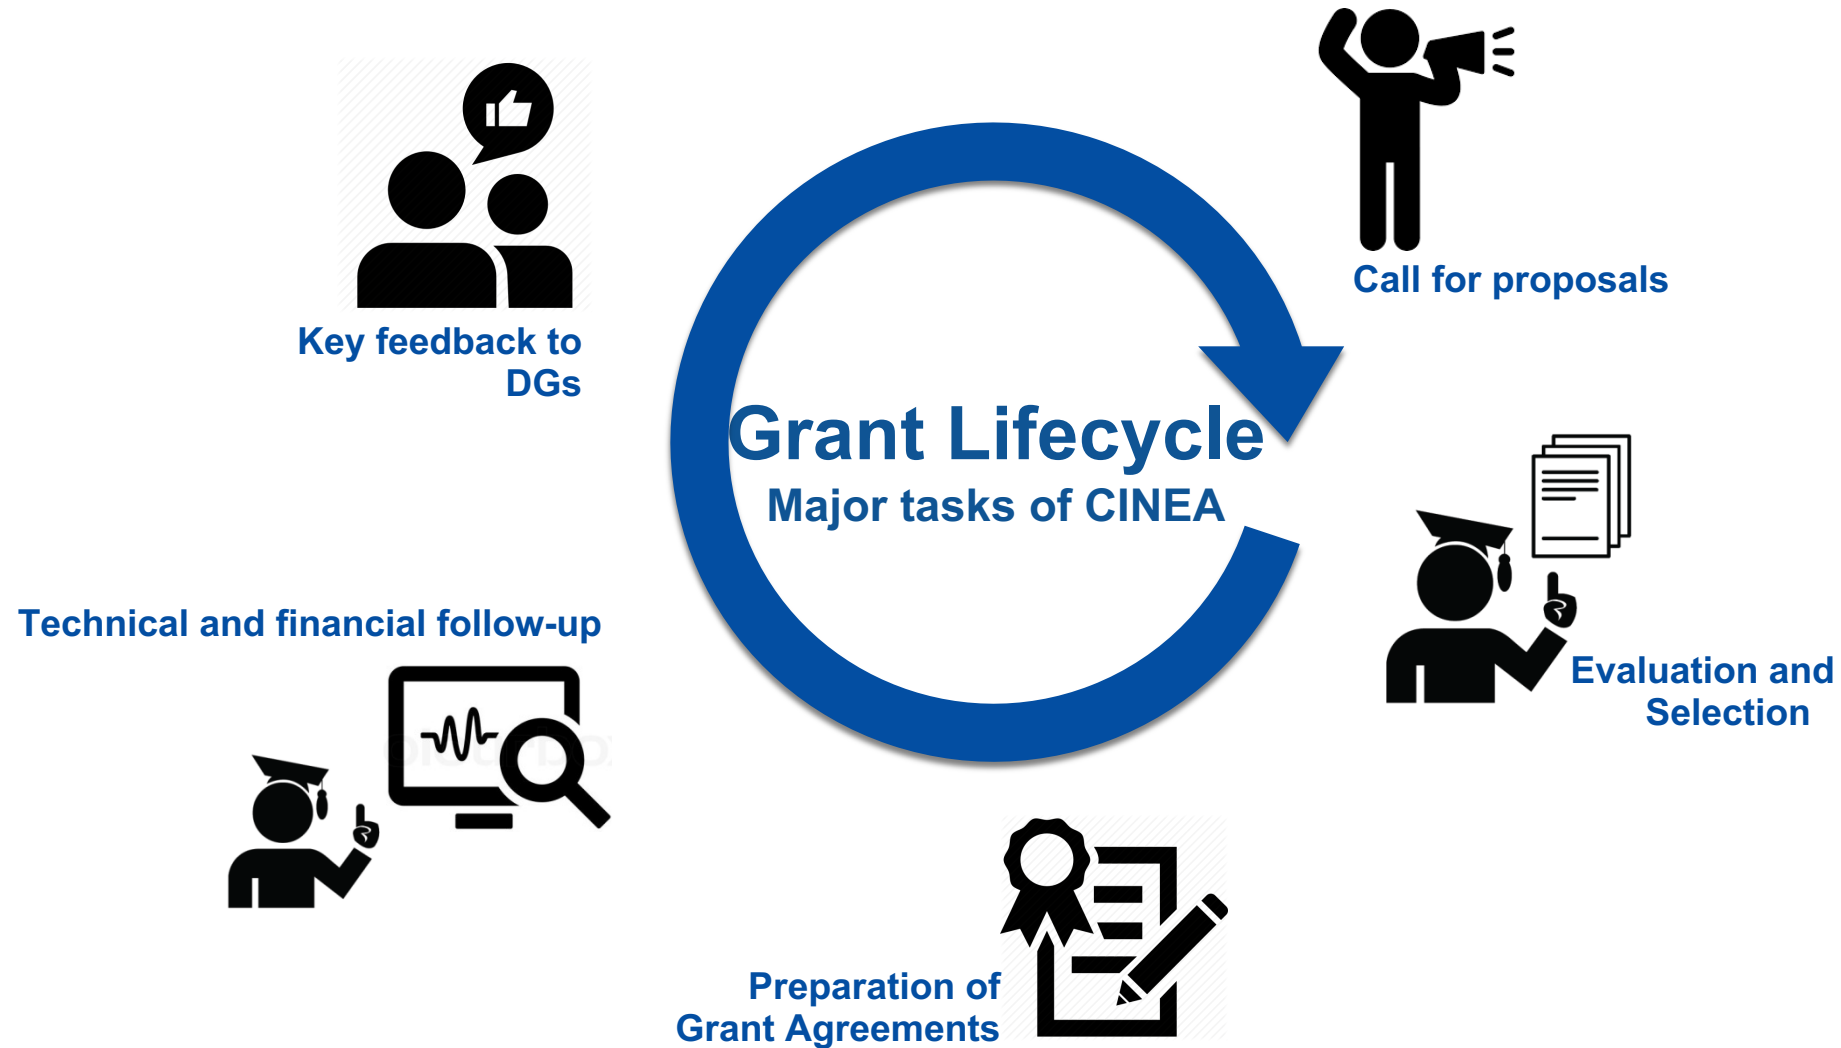 Call for proposals
Key feedback to
DGs
Grant Lifecycle
Major tasks of CINEA
Technical and financial follow-up
Evaluation and
Selection
Preparation of
Grant Agreements